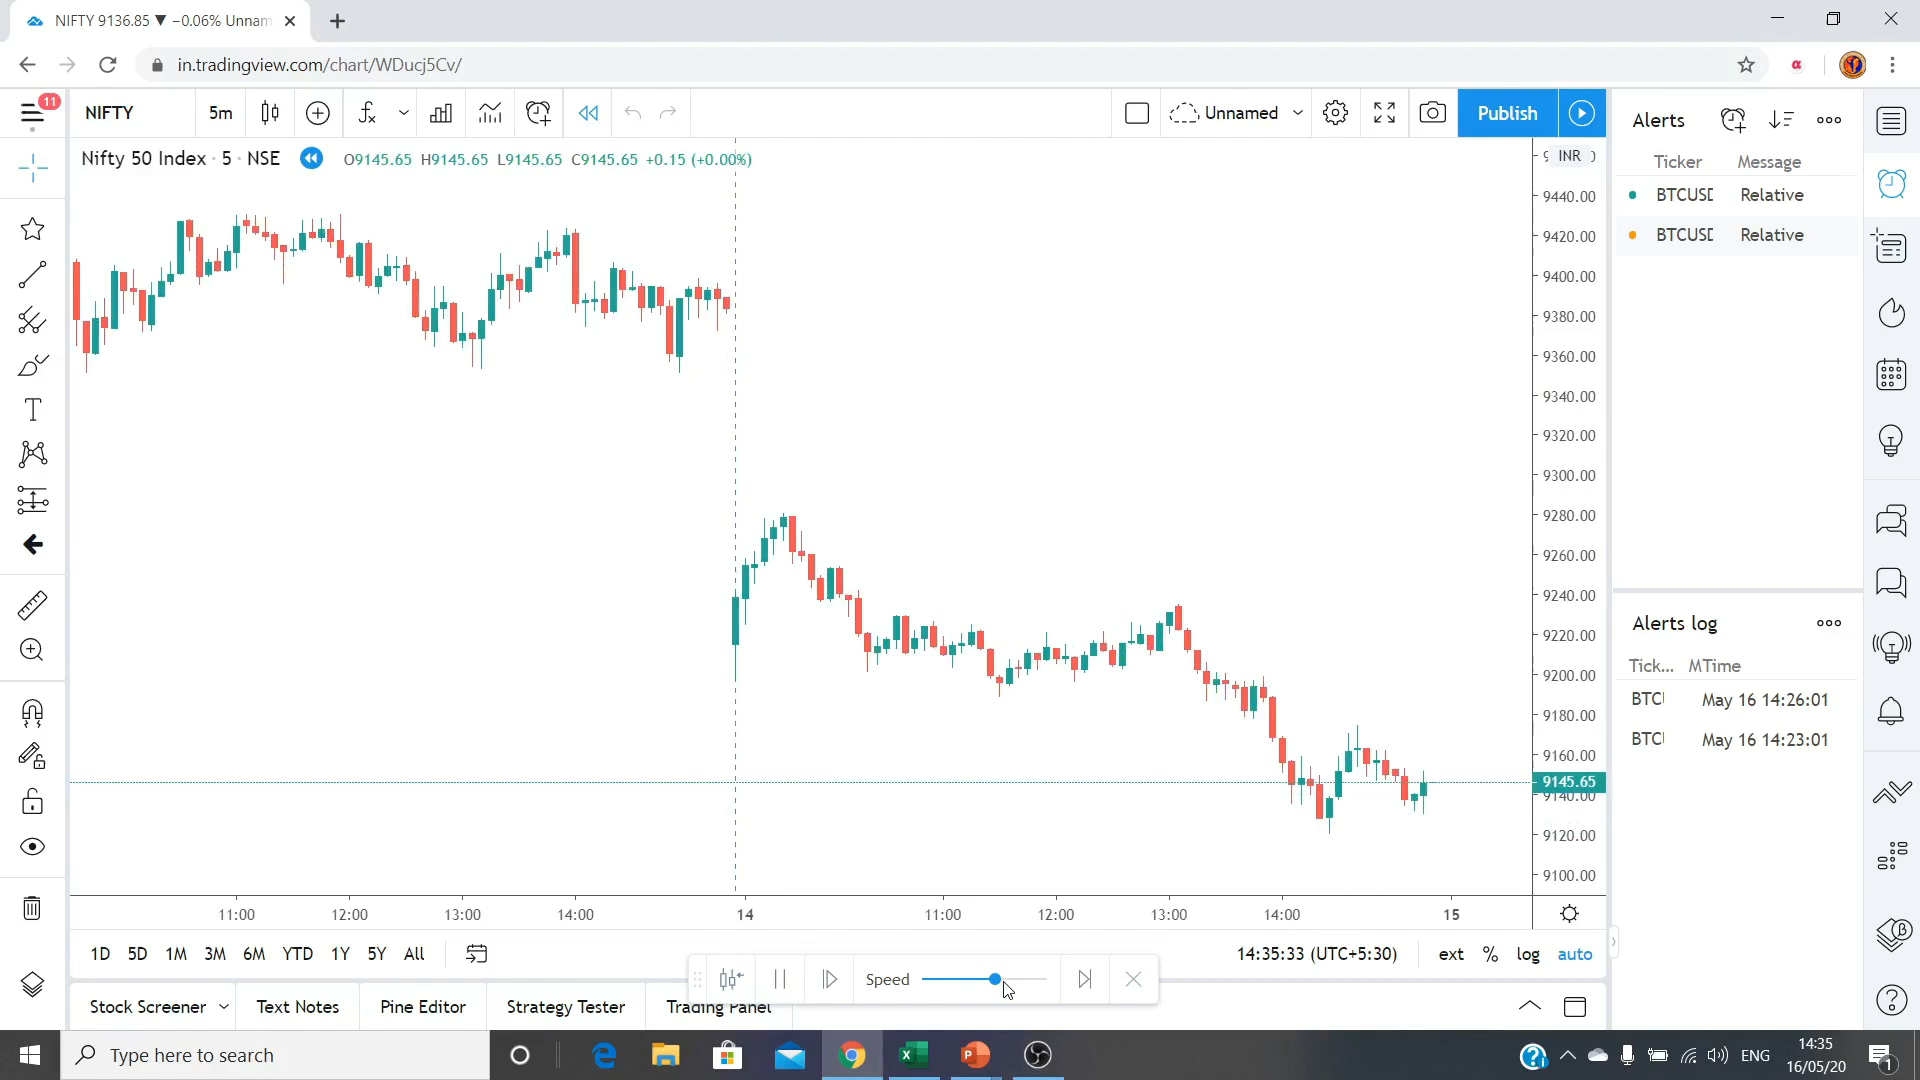 NIFTY 9136.85 ▼ −0.06% Unnam
in.tradingview.com/chart/WDucj5Cv/
11
NIFTY 5m
Unnamed
Publish
Nifty 50 Index · 5 · NSE
O9145.65 H9145.65 L9145.65 C9145.65 +0.15 (+0.00%)
INR
9440.00
9420.00
9400.00
9380.00
9360.00
9340.00
9320.00
9300.00
9280.00
9260.00
9240.00
9220.00
9200.00
9180.00
9160.00
9145.65
9140.00
9120.00
9100.00
11:00 12:00 13:00 14:00 14 11:00 12:00 13:00 14:00 15
1D 5D 1M 3M 6M YTD 1Y 5Y All
14:35:33 (UTC+5:30) ext % log auto
Speed
Stock Screener Text Notes Pine Editor Strategy Tester Trading Panel
Alerts
Ticker Message
BTCUSD Relative
BTCUSD Relative
Alerts log
Tick... M Time
BTC May 16 14:26:01
BTC May 16 14:23:01
β
Type here to search
ENG
14:35
16/05/20
1